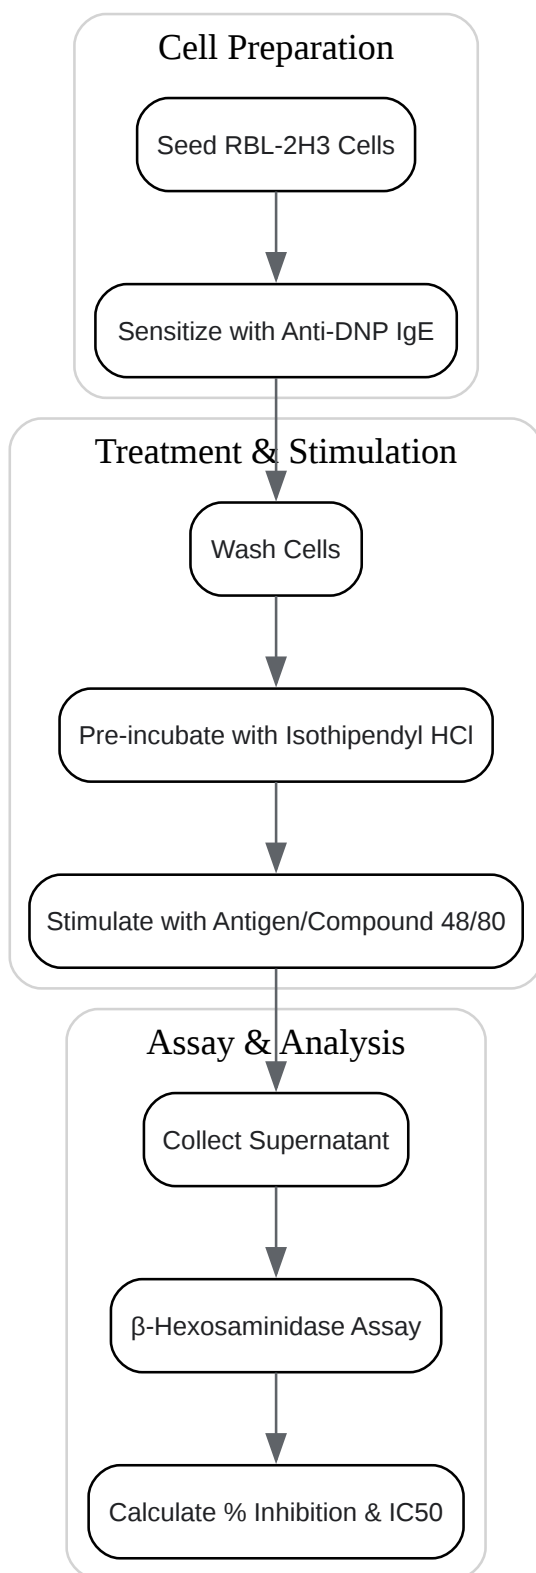 Cell Preparation
Seed RBL-2H3 Cells
Sensitize with Anti-DNP IgE
Treatment & Stimulation
Wash Cells
Pre-incubate with Isothipendyl HCl
Stimulate with Antigen/Compound 48/80
Assay & Analysis
Collect Supernatant
β-Hexosaminidase Assay
Calculate % Inhibition & IC50